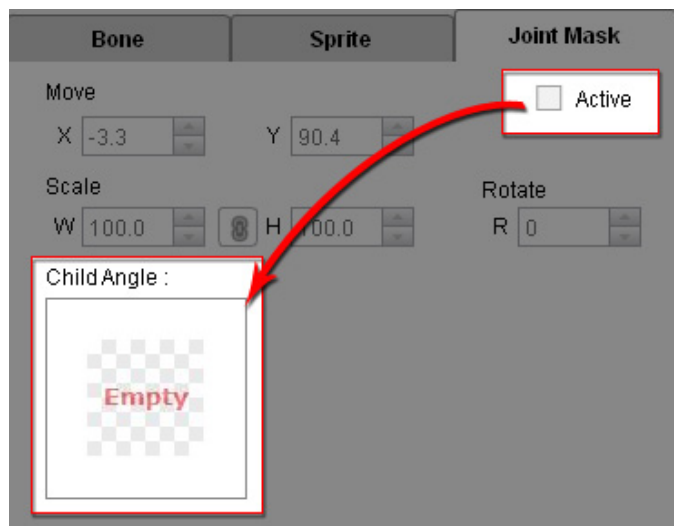 Bone Sprite Joint Mask
Move Active
X -3.3 Y 90.4
Scale Rotate
W 100.0 H 100.0 R 0
Child Angle :
Empty